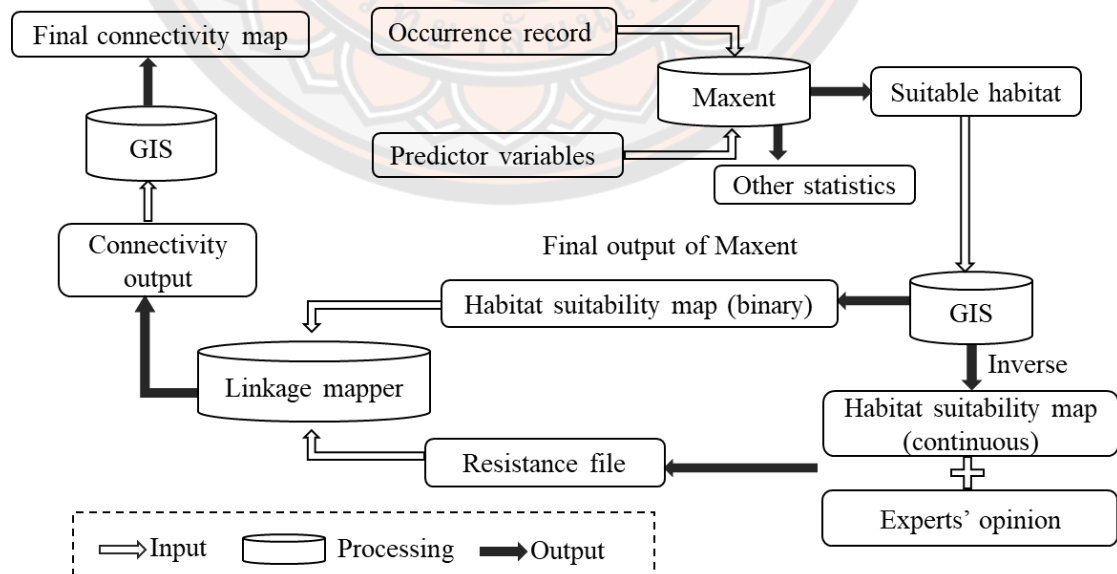 Final connectivity map
Occurrence record
Maxent
Suitable habitat
GIS
Predictor variables
Other statistics
Connectivity
output
Final output of Maxent
Habitat suitability map (binary)
GIS
Inverse
Linkage mapper
Habitat suitability map
(continuous)
Resistance file
Experts’ opinion
Input
Processing
Output